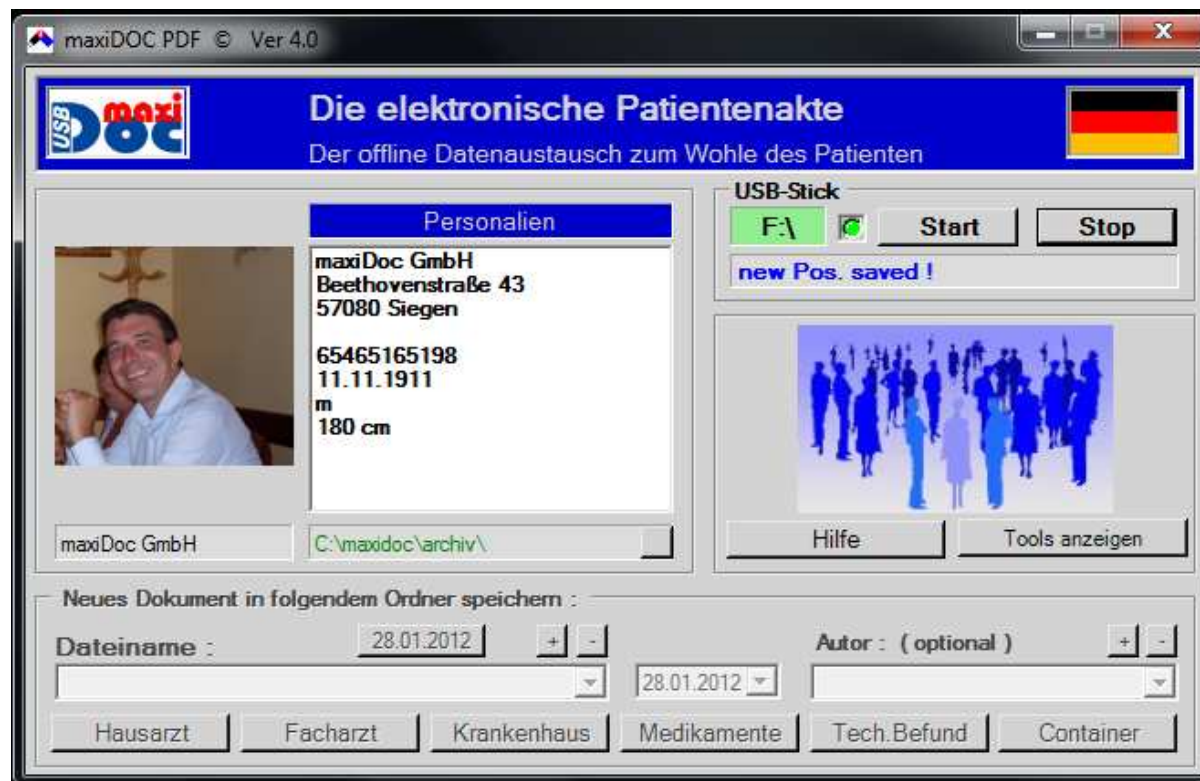 maxiDOC PDF © Ver 4.0
USB maxi Doc
Die elektronische Patientenakte
Der offline Datenaustausch zum Wohle des Patienten
Personalien
maxiDoc GmbH
Beethovenstraße 43
57080 Siegen
65465165198
11.11.1911
m
180 cm
maxiDoc GmbH
C:\maxidoc\archiv\
USB-Stick
F:\
Start
Stop
new Pos. saved !
Hilfe
Tools anzeigen
Neues Dokument in folgendem Ordner speichern :
Dateiname : 28.01.2012 + -
Autor : ( optional ) + -
28.01.2012
Hausarzt Facharzt Krankenhaus Medikamente Tech.Befund Container